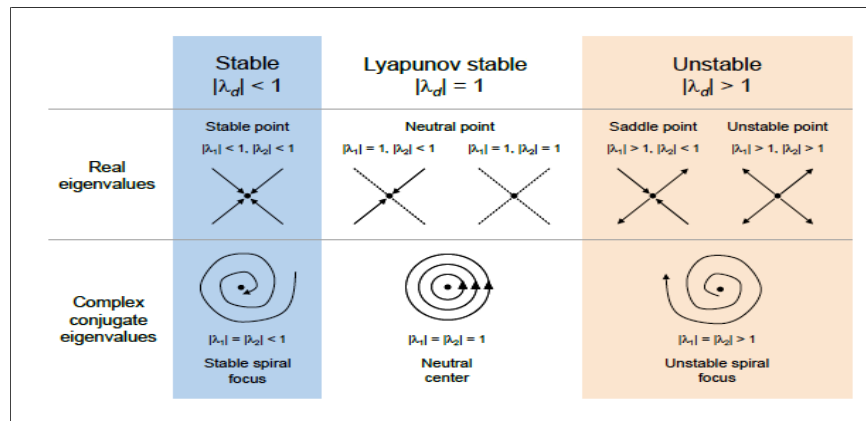 Stable
|λd| < 1
Lyapunov stable
|λd| = 1
Unstable
|λd| > 1
Real
eigenvalues
Stable point
|λ1| < 1, |λ2| < 1
Neutral point
|λ1| = 1, |λ2| < 1
|λ1| = 1, |λ2| = 1
Saddle point
|λ1| > 1, |λ2| < 1
Unstable point
|λ1| > 1, |λ2| > 1
Complex
conjugate
eigenvalues
|λ1| = |λ2| < 1
Stable spiral
focus
|λ1| = |λ2| = 1
Neutral
center
|λ1| = |λ2| > 1
Unstable spiral
focus